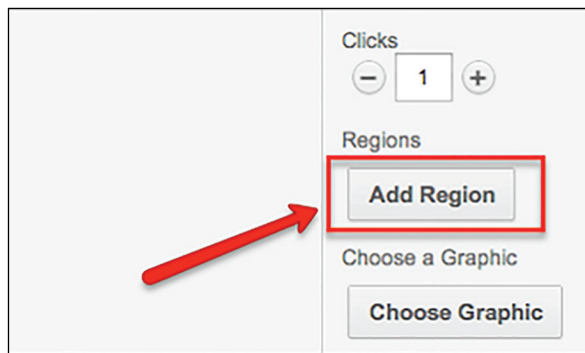 Clicks
− 1 +
Regions
Add Region
Choose a Graphic
Choose Graphic